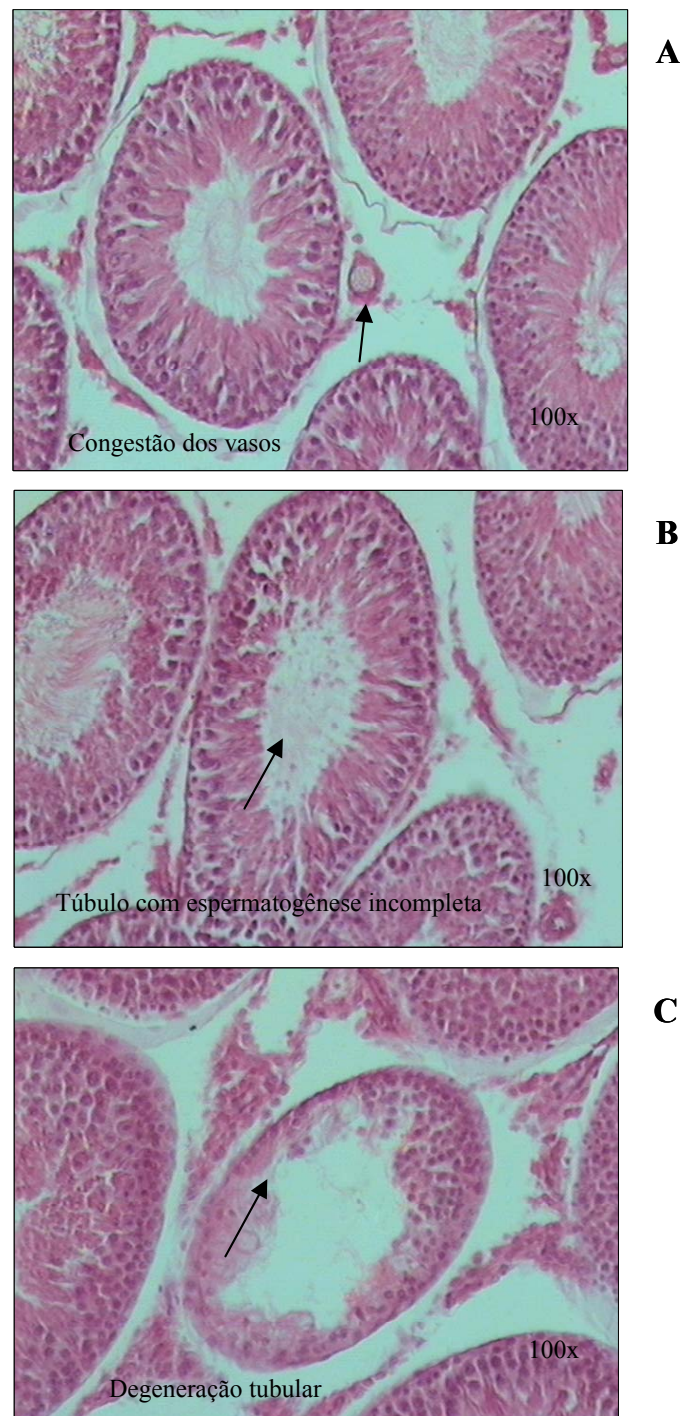 A
100x
Congestão dos vasos
B
100x
Túbulo com espermatogênese incompleta
C
100x
Degeneração tubular